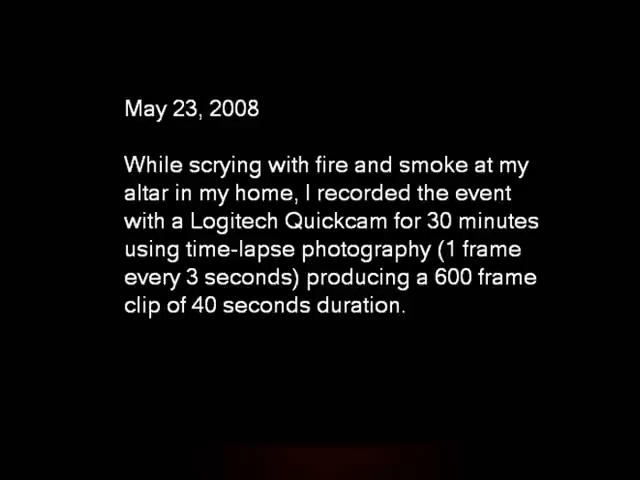 May 23, 2008
While scrying with fire and smoke at my
altar in my home, I recorded the event
with a Logitech Quickcam for 30 minutes
using time-lapse photography (1 frame
every 3 seconds) producing a 600 frame
clip of 40 seconds duration.